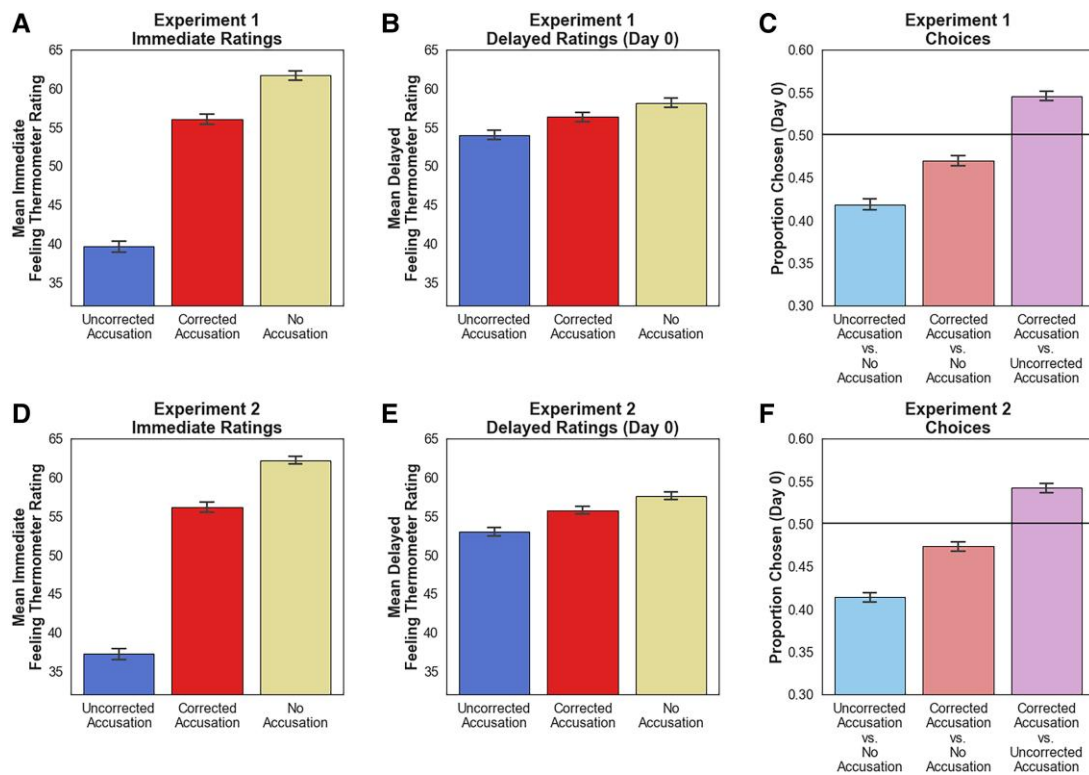 A
Experiment 1
Immediate Ratings
Mean Immediate
Feeling Thermometer Rating
65
60
55
50
45
40
35
Uncorrected
Accusation
Corrected
Accusation
No
Accusation
B
Experiment 1
Delayed Ratings (Day 0)
Mean Delayed
Feeling Thermometer Rating
65
60
55
50
45
40
35
Uncorrected
Accusation
Corrected
Accusation
No
Accusation
C
Experiment 1
Choices
Proportion Chosen (Day 0)
0.60
0.55
0.50
0.45
0.40
0.35
0.30
Uncorrected
Accusation
vs.
No
Accusation
Corrected
Accusation
vs.
No
Accusation
Corrected
Accusation
vs.
Uncorrected
Accusation
D
Experiment 2
Immediate Ratings
Mean Immediate
Feeling Thermometer Rating
65
60
55
50
45
40
35
Uncorrected
Accusation
Corrected
Accusation
No
Accusation
E
Experiment 2
Delayed Ratings (Day 0)
Mean Delayed
Feeling Thermometer Rating
65
60
55
50
45
40
35
Uncorrected
Accusation
Corrected
Accusation
No
Accusation
F
Experiment 2
Choices
Proportion Chosen (Day 0)
0.60
0.55
0.50
0.45
0.40
0.35
0.30
Uncorrected
Accusation
vs.
No
Accusation
Corrected
Accusation
vs.
No
Accusation
Corrected
Accusation
vs.
Uncorrected
Accusation